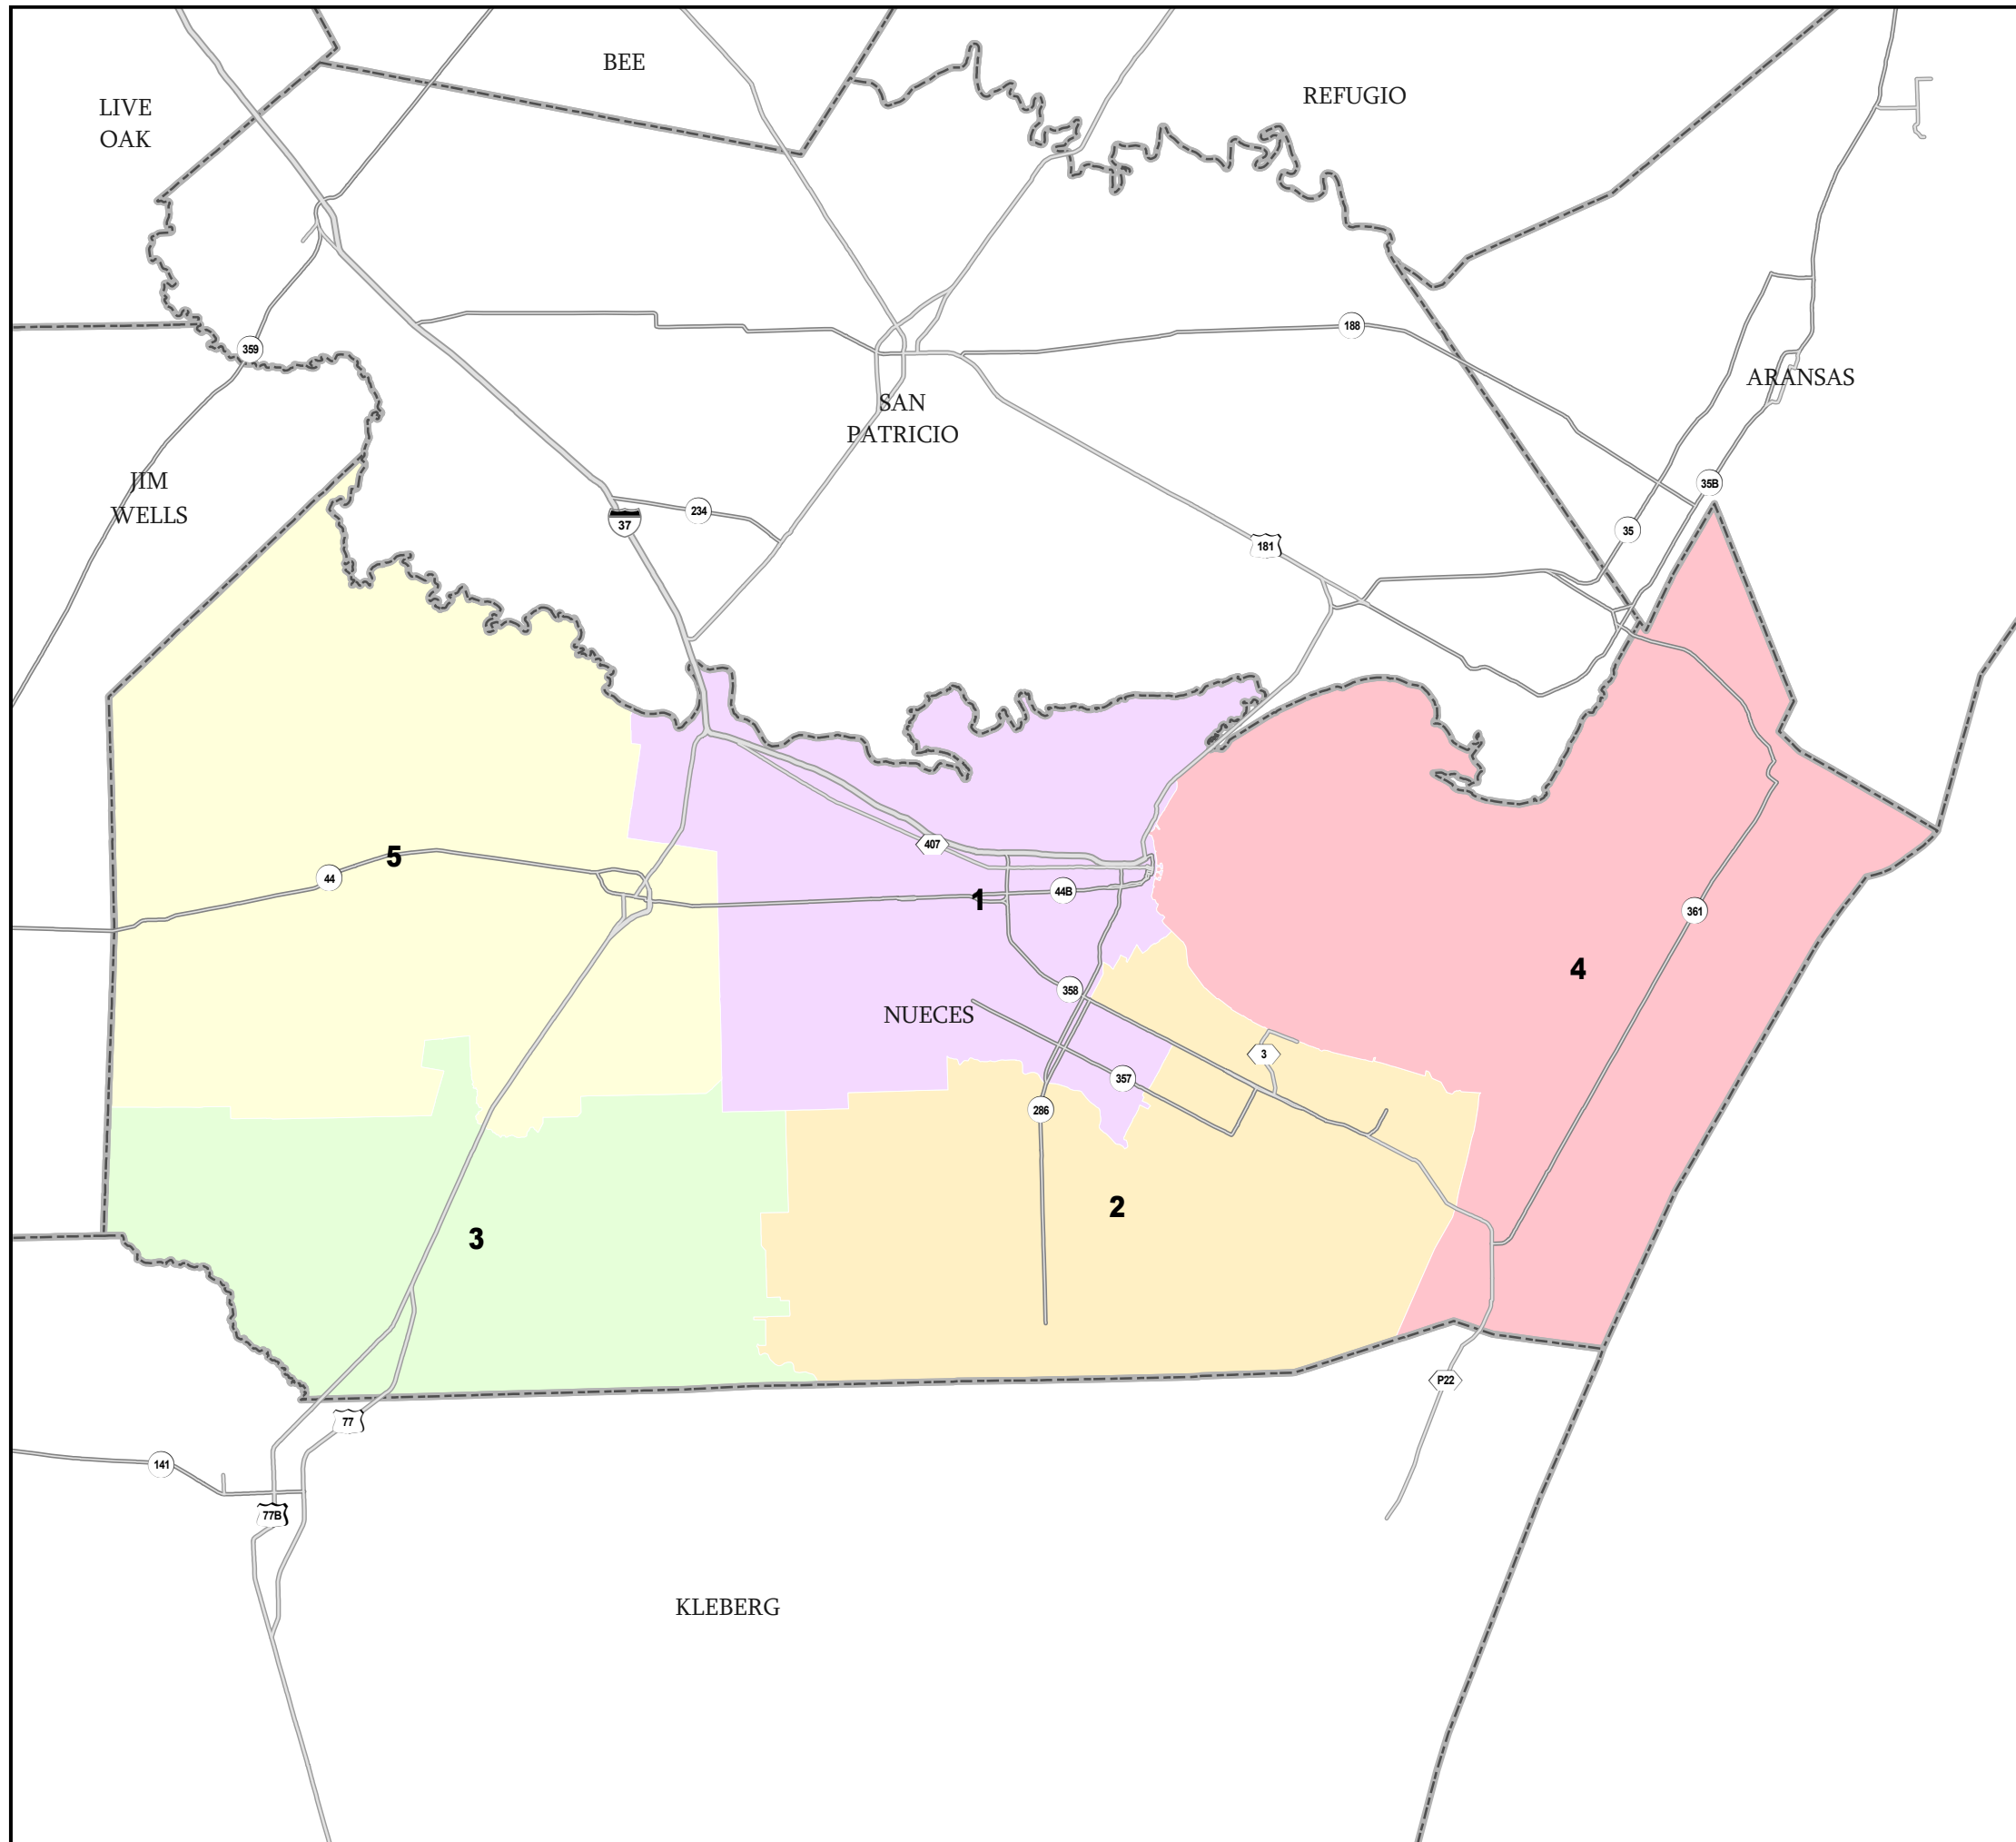 BEE
REFUGIO
LIVE
OAK
188
359
ARANSAS
SAN
PATRICIO
JIM
WELLS
35B
234
37
35
181
407
5
44
44B
1
361
4
358
NUECES
3
357
286
2
3
P22
77
141
77B
KLEBERG